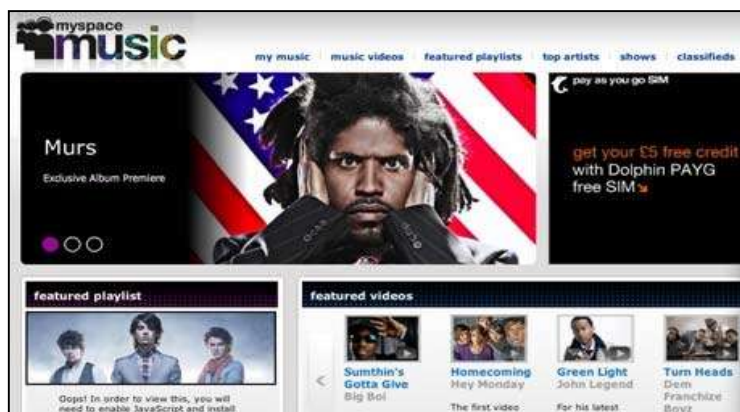 myspace
music
my music music videos featured playlists top artists shows classifieds
Murs
Exclusive Album Premiere
pay as you go SIM
get your £5 free credit
with Dolphin PAYG
free SIM
featured playlist
Oops! In order to view this, you will
need to enable JavaScript and install
featured videos
Sumthin's
Gotta Give
Big Boi
Homecoming
Hey Monday
The first video
Green Light
John Legend
For his latest
Turn Heads
Dem
Franchize
Boyz